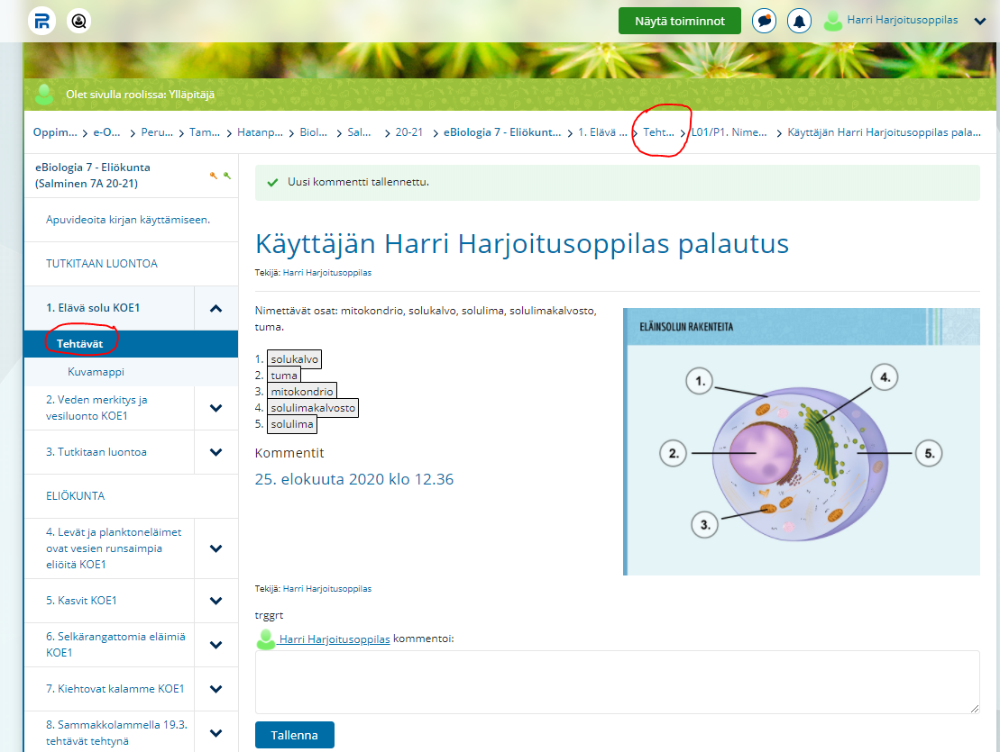 Näytä toiminnot
Harri Harjoitusoppilas
Olet sivulla roolissa: Ylläpitäjä
Oppim... > e-O... > Peru... > Tam... > Hatanp... > Biol... > Sal... > 20-21 > eBiologia 7 - Eliökunt... > 1. Elävä ... > Teht... > L01/P1. Nime... > Käyttäjän Harri Harjoitusoppilas pala...
eBiologia 7 - Eliökunta
(Salminen 7A 20-21)
Apuvideoita kirjan käyttämiseen.
TUTKITAAN LUONTOA
1. Elävä solu KOE1
Tehtävät
Kuvamappi
2. Veden merkitys ja
vesiluonto KOE1
3. Tutkitaan luontoa
ELIÖKUNTA
4. Levät ja planktoneläimet
ovat vesien runsaimpia
eliöitä KOE1
5. Kasvit KOE1
6. Selkärangattomia eläimiä
KOE1
7. Kiehtovat kalamme KOE1
8. Sammakkolammella 19.3.
tehtävät tehtynä
Uusi kommentti tallennettu.
Käyttäjän Harri Harjoitusoppilas palautus
Tekijä: Harri Harjoitusoppilas
Nimettävät osat: mitokondrio, solukalvo, solulima, solulimakalvosto,
tuma.
1. solukalvo
2. tuma
3. mitokondrio
4. solulimakalvosto
5. solulima
ELÄINSOLUN RAKENTEITA
1.
4.
2.
5.
3.
Kommentit
25. elokuuta 2020 klo 12.36
Tekijä: Harri Harjoitusoppilas
trggrt
Harri Harjoitusoppilas kommentoi:
Tallenna